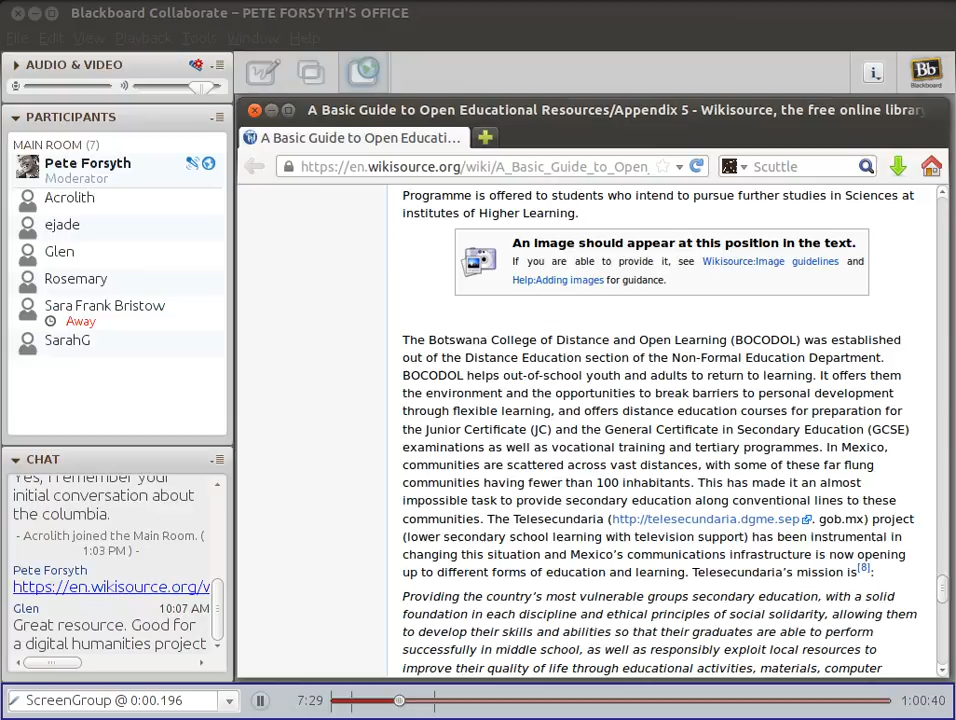 Blackboard Collaborate – PETE FORSYTH'S OFFICE
File Edit View Playback Tools Window Help
AUDIO & VIDEO
PARTICIPANTS
MAIN ROOM (7)
Pete Forsyth
Moderator
Acrolith
ejade
Glen
Rosemary
Sara Frank Bristow
Away
SarahG
CHAT
Yes, I remember your
initial conversation about
the columbia.
- Acrolith joined the Main Room. (
1:03 PM ) -
Pete Forsyth
https://en.wikisource.org/v
Glen 10:07 AM
Great resource. Good for
a digital humanities project
i
Bb
Blackboard
A Basic Guide to Open Educational Resources/Appendix 5 - Wikisource, the free online library
A Basic Guide to Open Educati...
https://en.wikisource.org/wiki/A_Basic_Guide_to_Open_
Scuttle
Programme is offered to students who intend to pursue further studies in Sciences at
institutes of Higher Learning.
An image should appear at this position in the text.
If you are able to provide it, see Wikisource:Image guidelines and
Help:Adding images for guidance.
The Botswana College of Distance and Open Learning (BOCODOL) was established
out of the Distance Education section of the Non-Formal Education Department.
BOCODOL helps out-of-school youth and adults to return to learning. It offers them
the environment and the opportunities to break barriers to personal development
through flexible learning, and offers distance education courses for preparation for
the Junior Certificate (JC) and the General Certificate in Secondary Education (GCSE)
examinations as well as vocational training and tertiary programmes. In Mexico,
communities are scattered across vast distances, with some of these far flung
communities having fewer than 100 inhabitants. This has made it an almost
impossible task to provide secondary education along conventional lines to these
communities. The Telesecundaria (http://telesecundaria.dgme.sep . gob.mx) project
(lower secondary school learning with television support) has been instrumental in
changing this situation and Mexico's communications infrastructure is now opening
up to different forms of education and learning. Telesecundaria's mission is[8]:
Providing the country's most vulnerable groups secondary education, with a solid
foundation in each discipline and ethical principles of social solidarity, allowing them
to develop their skills and abilities so that their graduates are able to perform
successfully in middle school, as well as responsibly exploit local resources to
improve their quality of life through educational activities, materials, computer
ScreenGroup @ 0:00.196
7:29
1:00:40